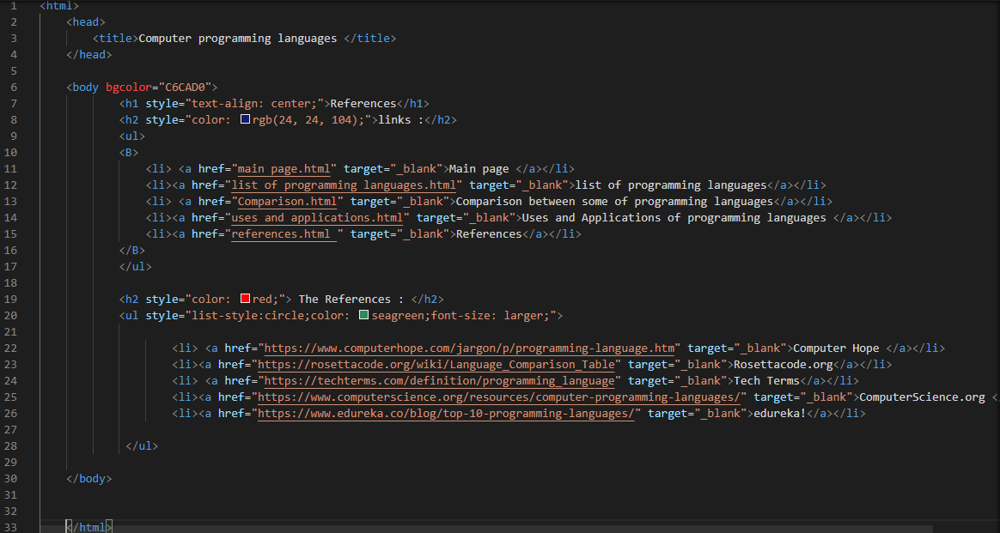 1 <html>
2 <head>
3 <title>Computer programming languages </title>
4 </head>
5
6 <body bgcolor="C6CAD0">
7 <h1 style="text-align: center;">References</h1>
8 <h2 style="color: rgb(24, 24, 104);">links :</h2>
9 <ul>
10 <B>
11 <li> <a href="main page.html" target="_blank">Main page </a></li>
12 <li><a href="list of programming languages.html" target="_blank">list of programming languages</a></li>
13 <li> <a href="Comparison.html" target="_blank">Comparison between some of programming languages</a></li>
14 <li><a href="uses and applications.html" target="_blank">Uses and Applications of programming languages </a></li>
15 <li><a href="references.html " target="_blank">References</a></li>
16 </B>
17 </ul>
18
19 <h2 style="color: red;"> The References : </h2>
20 <ul style="list-style:circle;color: seagreen;font-size: larger;">
21
22 <li> <a href="https://www.computerhope.com/jargon/p/programming-language.htm" target="_blank">Computer Hope </a></li>
23 <li><a href="https://rosettacode.org/wiki/Language_Comparison_Table" target="_blank">Rosettacode.org</a></li>
24 <li> <a href="https://techterms.com/definition/programming_language" target="_blank">Tech Terms</a></li>
25 <li><a href="https://www.computerscience.org/resources/computer-programming-languages/" target="_blank">ComputerScience.org <
26 <li><a href="https://www.edureka.co/blog/top-10-programming-languages/" target="_blank">edureka!</a></li>
27
28 </ul>
29
30 </body>
31
32
33 </html>